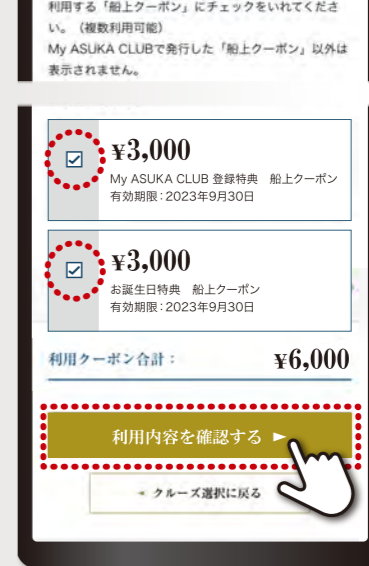 利用する「船上クーポン」にチェックをいれてくださ
い。（複数利用可能）
My ASUKA CLUBで発行した「船上クーポン」以外は
表示されません。
¥3,000
My ASUKA CLUB 登録特典　船上クーポン
有効期限：2023年9月30日
¥3,000
お誕生日特典　船上クーポン
有効期限：2023年9月30日
利用クーポン合計： ¥6,000
利用内容を確認する ►
◂ クルーズ選択に戻る